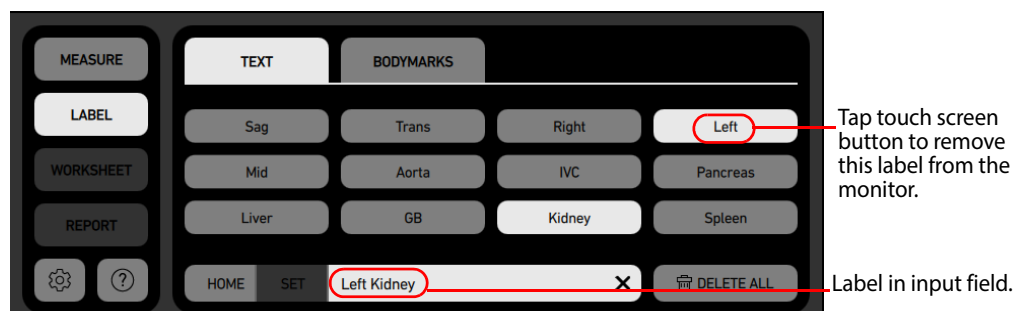 MEASURE
LABEL
WORKSHEET
REPORT
?
TEXT BODYMARKS
Sag Trans Right Left
Mid Aorta IVC Pancreas
Liver GB Kidney Spleen
HOME SET Left Kidney X DELETE ALL
Tap touch screen
button to remove
this label from the
monitor.
Label in input field.